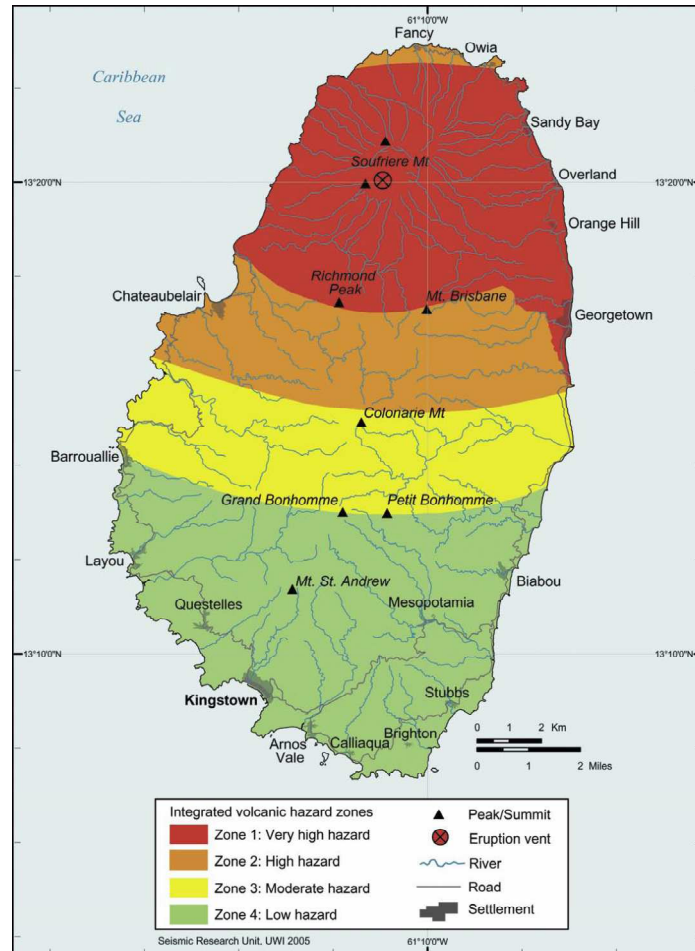 61°10'0"W
Fancy
Owia
Caribbean
Sea
Sandy Bay
Soufriere Mt
13°20'0"N
Overland
13°20'0"N
Orange Hill
Richmond
Peak
Mt. Brisbane
Chateaubelair
Georgetown
Colonarie Mt
Barrouallie
Grand Bonhomme
Petit Bonhomme
Layou
Mt. St. Andrew
Biabou
Questelles
Mesopotamia
13°10'0"N
13°10'0"N
Kingstown
Stubbs
Arnos
Vale
Calliaqua
Brighton
0 1 2 Km
0 1 2 Miles
Integrated volcanic hazard zones
Zone 1: Very high hazard
Zone 2: High hazard
Zone 3: Moderate hazard
Zone 4: Low hazard
Peak/Summit
Eruption vent
River
Road
Settlement
Seismic Research Unit, UWI 2005
61°10'0"W